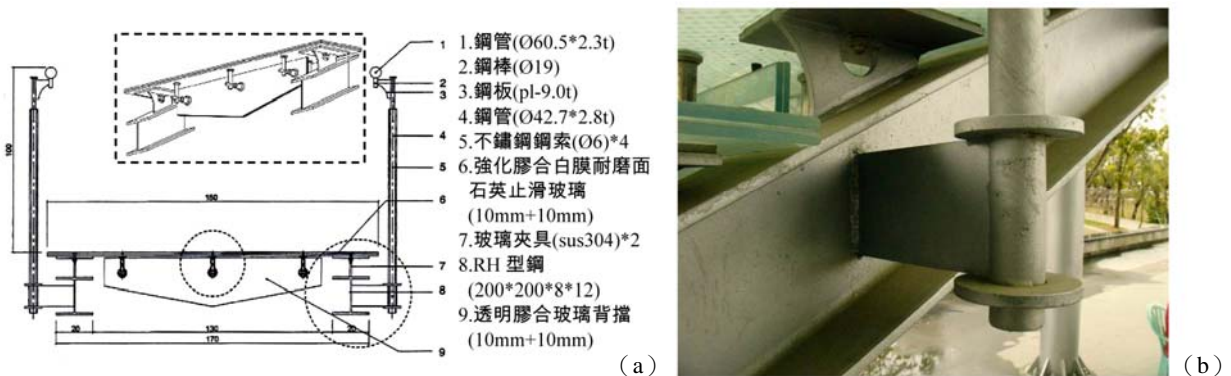 1
2
3
4
5
6
7
8
9
100
150
20
130
20
170
1.鋼管(Ø60.5*2.3t)
2.鋼棒(Ø19)
3.鋼板(pl-9.0t)
4.鋼管(Ø42.7*2.8t)
5.不鏽鋼鋼索(Ø6)*4
6.強化膠合白膜耐磨面
石英止滑玻璃
(10mm+10mm)
7.玻璃夾具(sus304)*2
8.RH 型鋼
(200*200*8*12)
9.透明膠合玻璃背擋
(10mm+10mm)
(a)
(b)